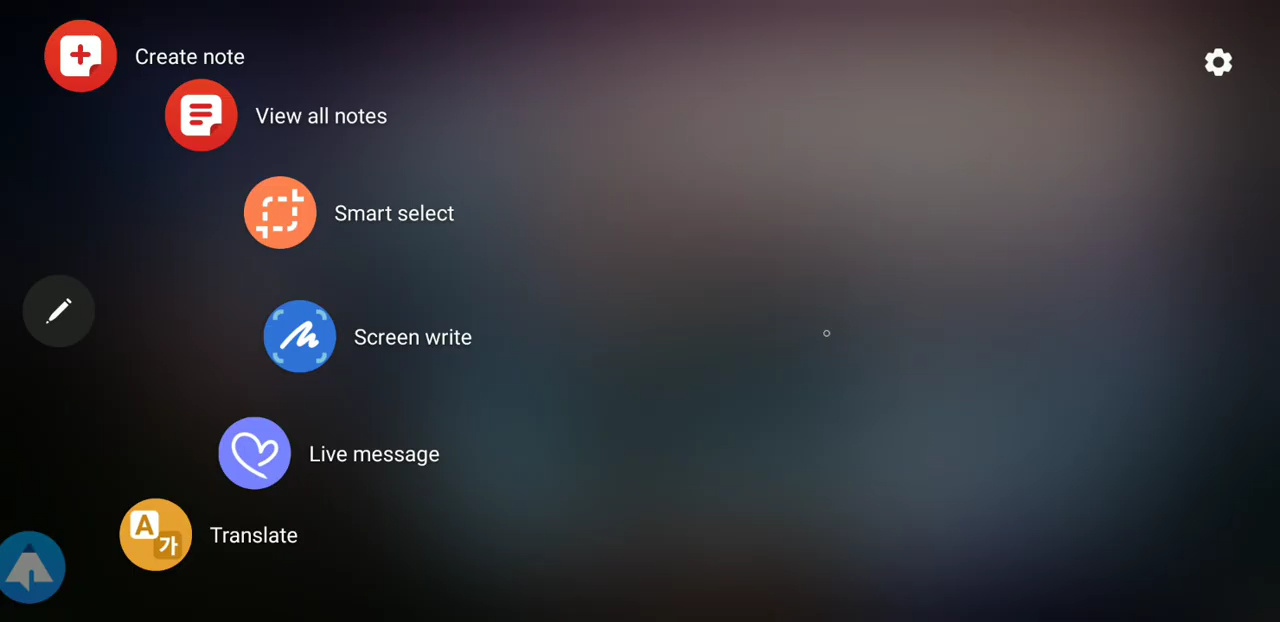 Create note
View all notes
Smart select
Screen write
Live message
A
가
Translate